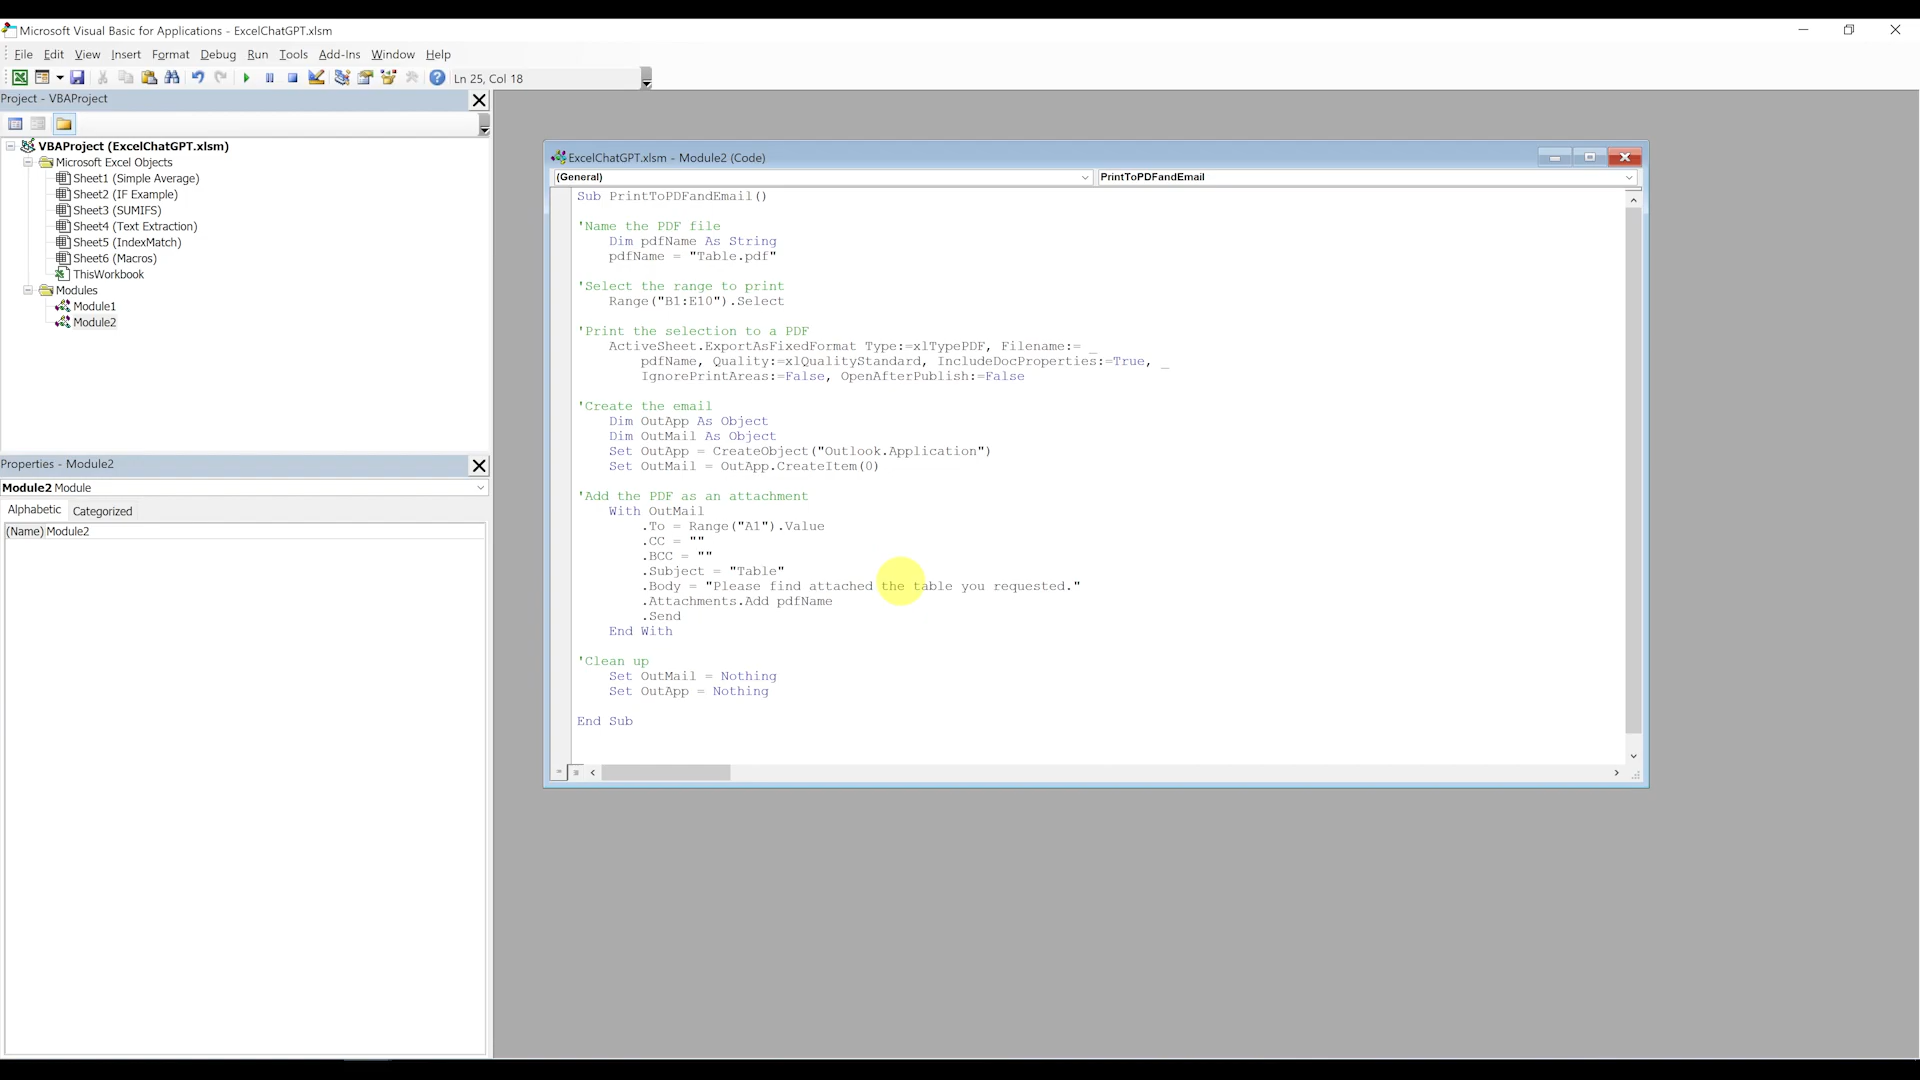 Microsoft Visual Basic for Applications - ExcelChatGPT.xlsm
File Edit View Insert Format Debug Run Tools Add-Ins Window Help
Ln 25, Col 18
Project - VBAProject
VBAProject (ExcelChatGPT.xlsm)
Microsoft Excel Objects
Sheet1 (Simple Average)
Sheet2 (IF Example)
Sheet3 (SUMIFS)
Sheet4 (Text Extraction)
Sheet5 (IndexMatch)
Sheet6 (Macros)
ThisWorkbook
Modules
Module1
Module2
Properties - Module2
Module2 Module
Alphabetic Categorized
(Name) Module2
ExcelChatGPT.xlsm - Module2 (Code)
(General) PrintToPDFandEmail
Sub PrintToPDFandEmail()
'Name the PDF file
Dim pdfName As String
pdfName = "Table.pdf"
'Select the range to print
Range("B1:E10").Select
'Print the selection to a PDF
ActiveSheet.ExportAsFixedFormat Type:=xlTypePDF, Filename:= _
pdfName, Quality:=xlQualityStandard, IncludeDocProperties:=True, _
IgnorePrintAreas:=False, OpenAfterPublish:=False
'Create the email
Dim OutApp As Object
Dim OutMail As Object
Set OutApp = CreateObject("Outlook.Application")
Set OutMail = OutApp.CreateItem(0)
'Add the PDF as an attachment
With OutMail
.To = Range("A1").Value
.CC = ""
.BCC = ""
.Subject = "Table"
.Body = "Please find attached the table you requested."
.Attachments.Add pdfName
.Send
End With
'Clean up
Set OutMail = Nothing
Set OutApp = Nothing
End Sub